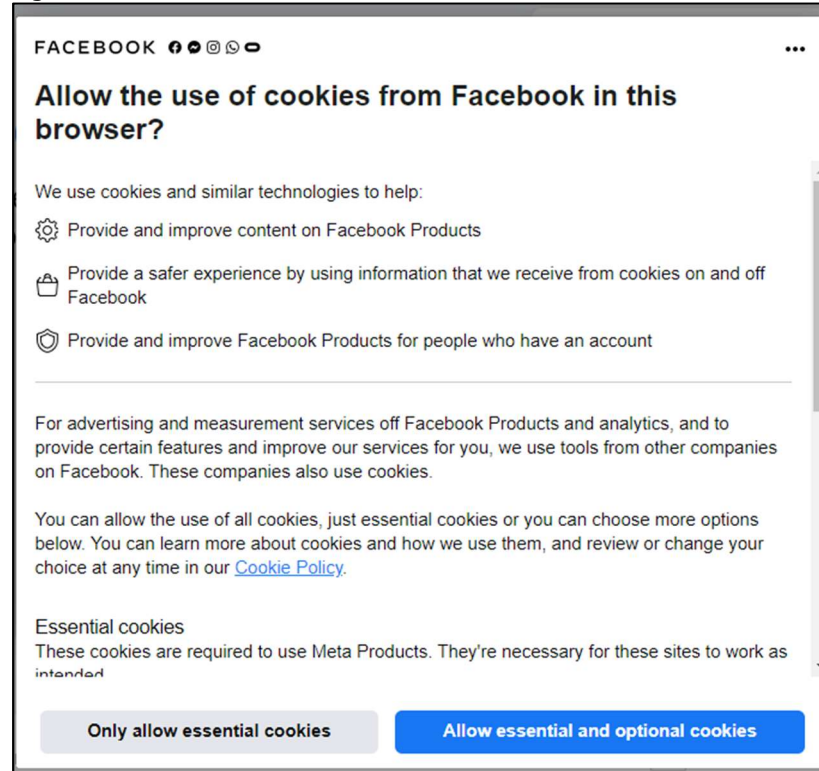 FACEBOOK
Allow the use of cookies from Facebook in this
browser?
We use cookies and similar technologies to help:
Provide and improve content on Facebook Products
Provide a safer experience by using information that we receive from cookies on and off
Facebook
Provide and improve Facebook Products for people who have an account
For advertising and measurement services off Facebook Products and analytics, and to
provide certain features and improve our services for you, we use tools from other companies
on Facebook. These companies also use cookies.
You can allow the use of all cookies, just essential cookies or you can choose more options
below. You can learn more about cookies and how we use them, and review or change your
choice at any time in our Cookie Policy.
Essential cookies
These cookies are required to use Meta Products. They're necessary for these sites to work as
intended
Only allow essential cookies
Allow essential and optional cookies